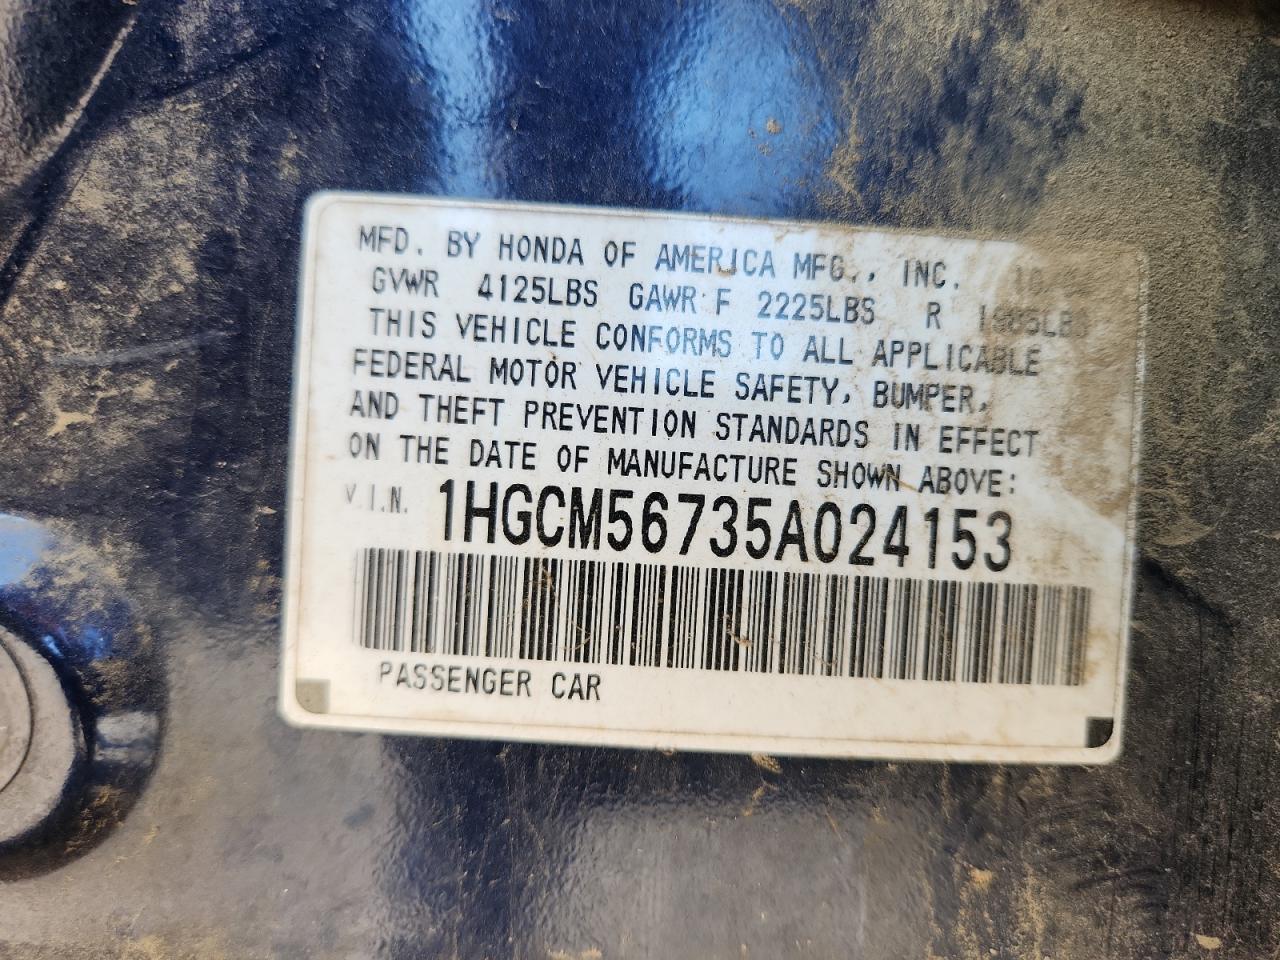 MFD. BY HONDA OF AMERICA MFG., INC. 10
GVWR 4125LBS GAWR F 2225LBS R
THIS VEHICLE CONFORMS TO ALL APPLICABLE
FEDERAL MOTOR VEHICLE SAFETY, BUMPER,
AND THEFT PREVENTION STANDARDS IN EFFECT
ON THE DATE OF MANUFACTURE SHOWN ABOVE:
V.I.N. 1HGCM56735A024153
PASSENGER CAR